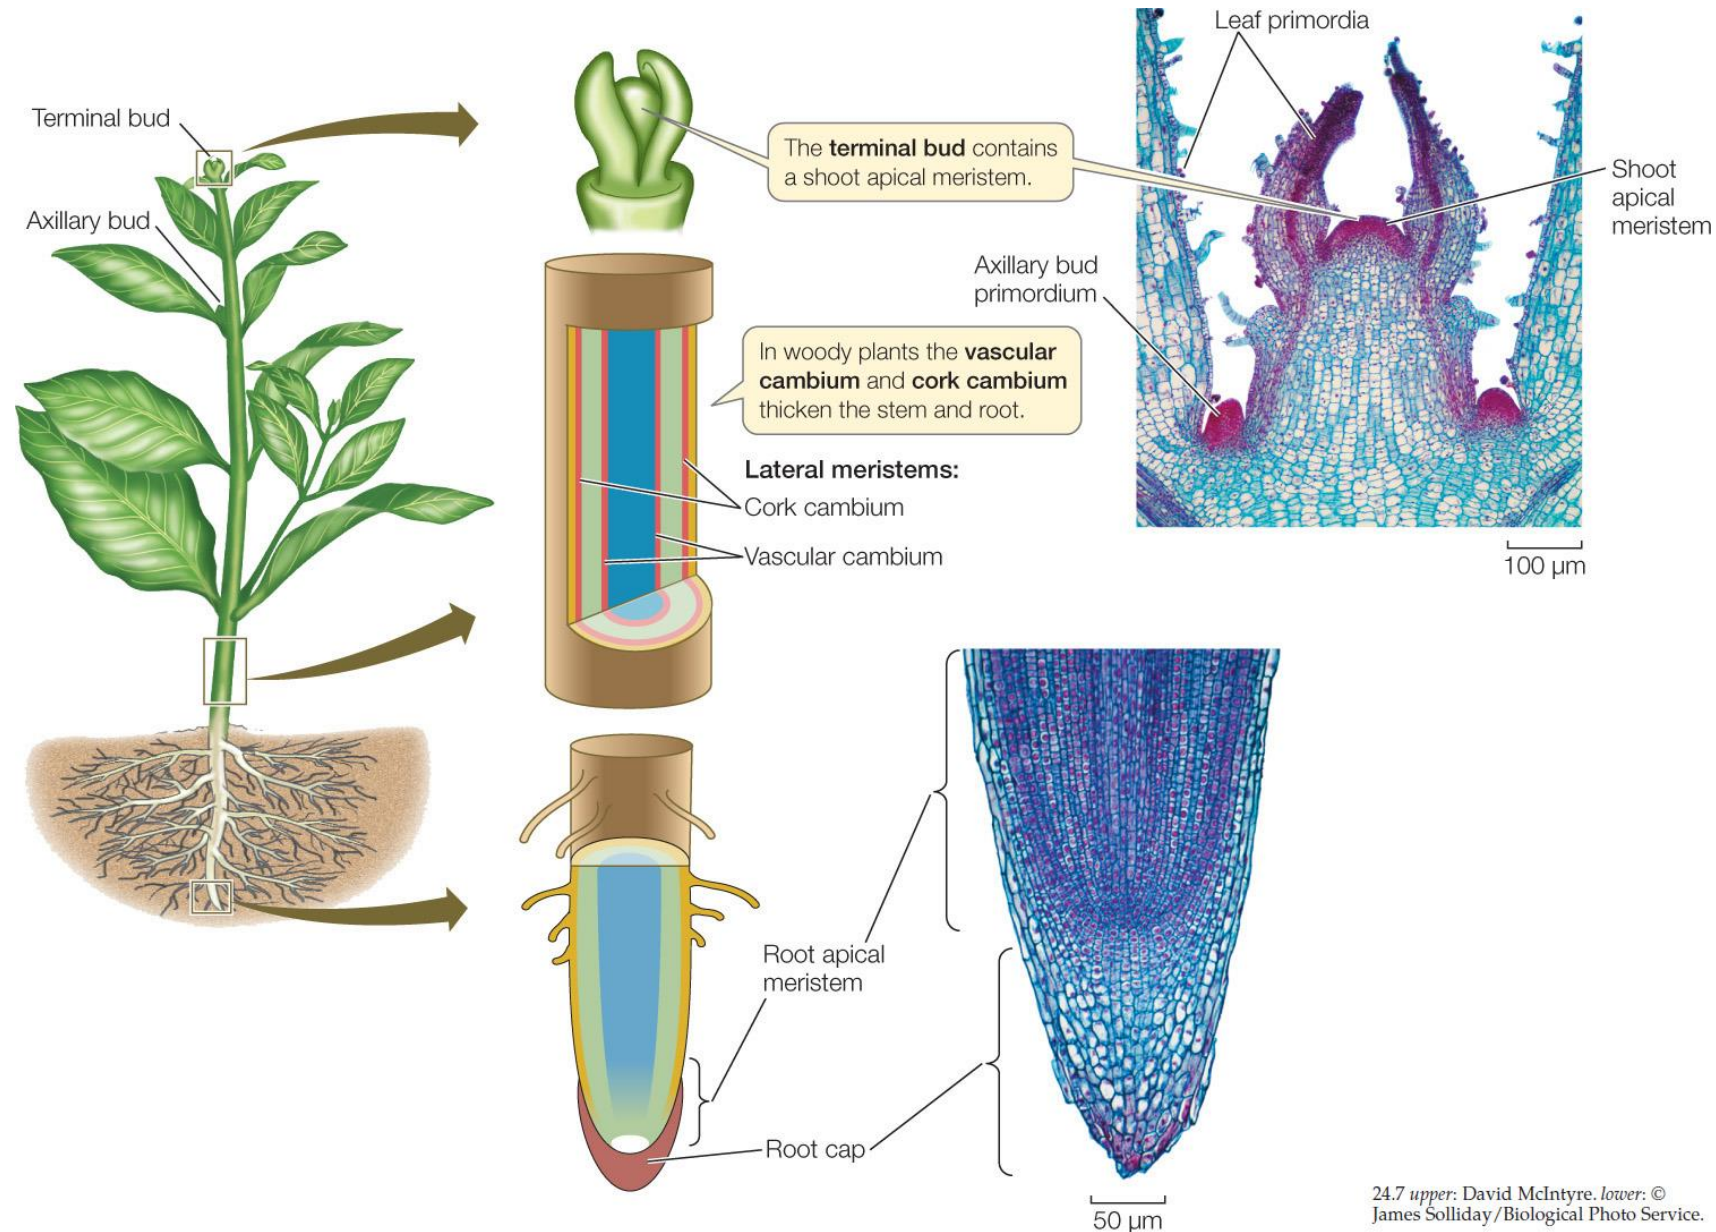 Terminal bud
Axillary bud
The terminal bud contains
a shoot apical meristem.
In woody plants the vascular
cambium and cork cambium
thicken the stem and root.
Lateral meristems:
Cork cambium
Vascular cambium
Leaf primordia
Shoot
apical
meristem
Axillary bud
primordium
100 µm
Root apical
meristem
Root cap
50 µm
24.7 upper: David McIntyre. lower: ©
James Solliday/Biological Photo Service.